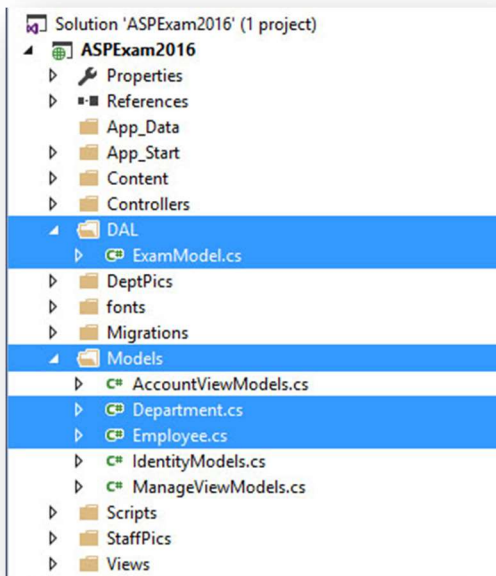 Solution 'ASPExam2016' (1 project)
ASPExam2016
Properties
References
App_Data
App_Start
Content
Controllers
DAL
C# ExamModel.cs
DeptPics
fonts
Migrations
Models
C# AccountViewModels.cs
C# Department.cs
C# Employee.cs
C# IdentityModels.cs
C# ManageViewModels.cs
Scripts
StaffPics
Views